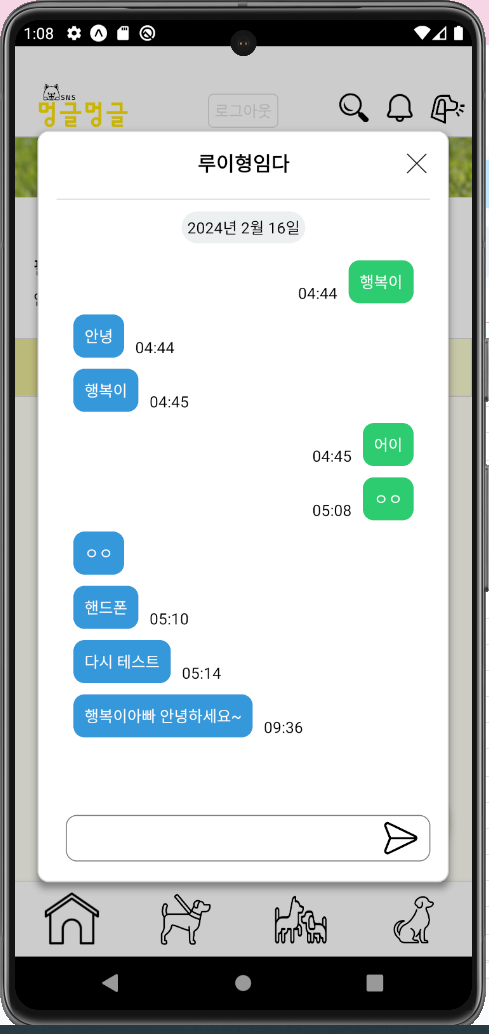 1:08
SNS
멍글멍글
로그아웃
루이형임다
2024년 2월 16일
04:44 행복이
안녕 04:44
행복이 04:45
04:45 어이
05:08 ㅇㅇ
ㅇㅇ
핸드폰 05:10
다시 테스트 05:14
행복이아빠 안녕하세요~ 09:36